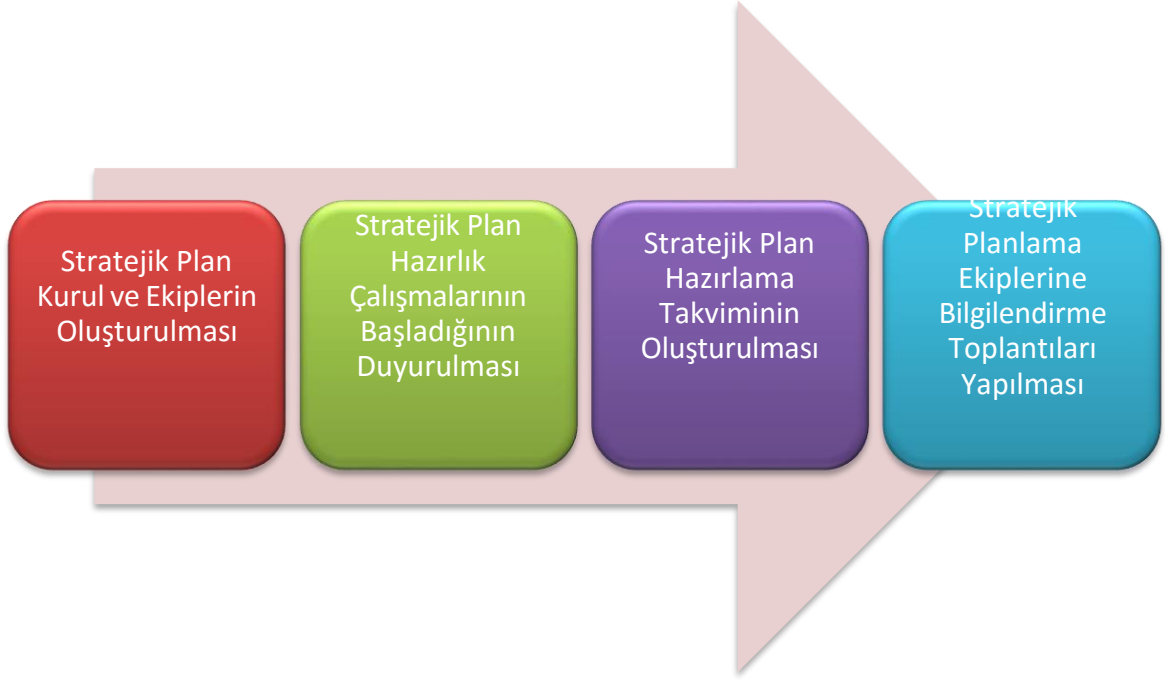 Stratejik Plan
Kurul ve Ekiplerin
Oluşturulması
Stratejik Plan
Hazırlık
Çalışmalarının
Başladığının
Duyurulması
Stratejik Plan
Hazırlama
Takviminin
Oluşturulması
Stratejik
Planlama
Ekiplerine
Bilgilendirme
Toplantıları
Yapılması